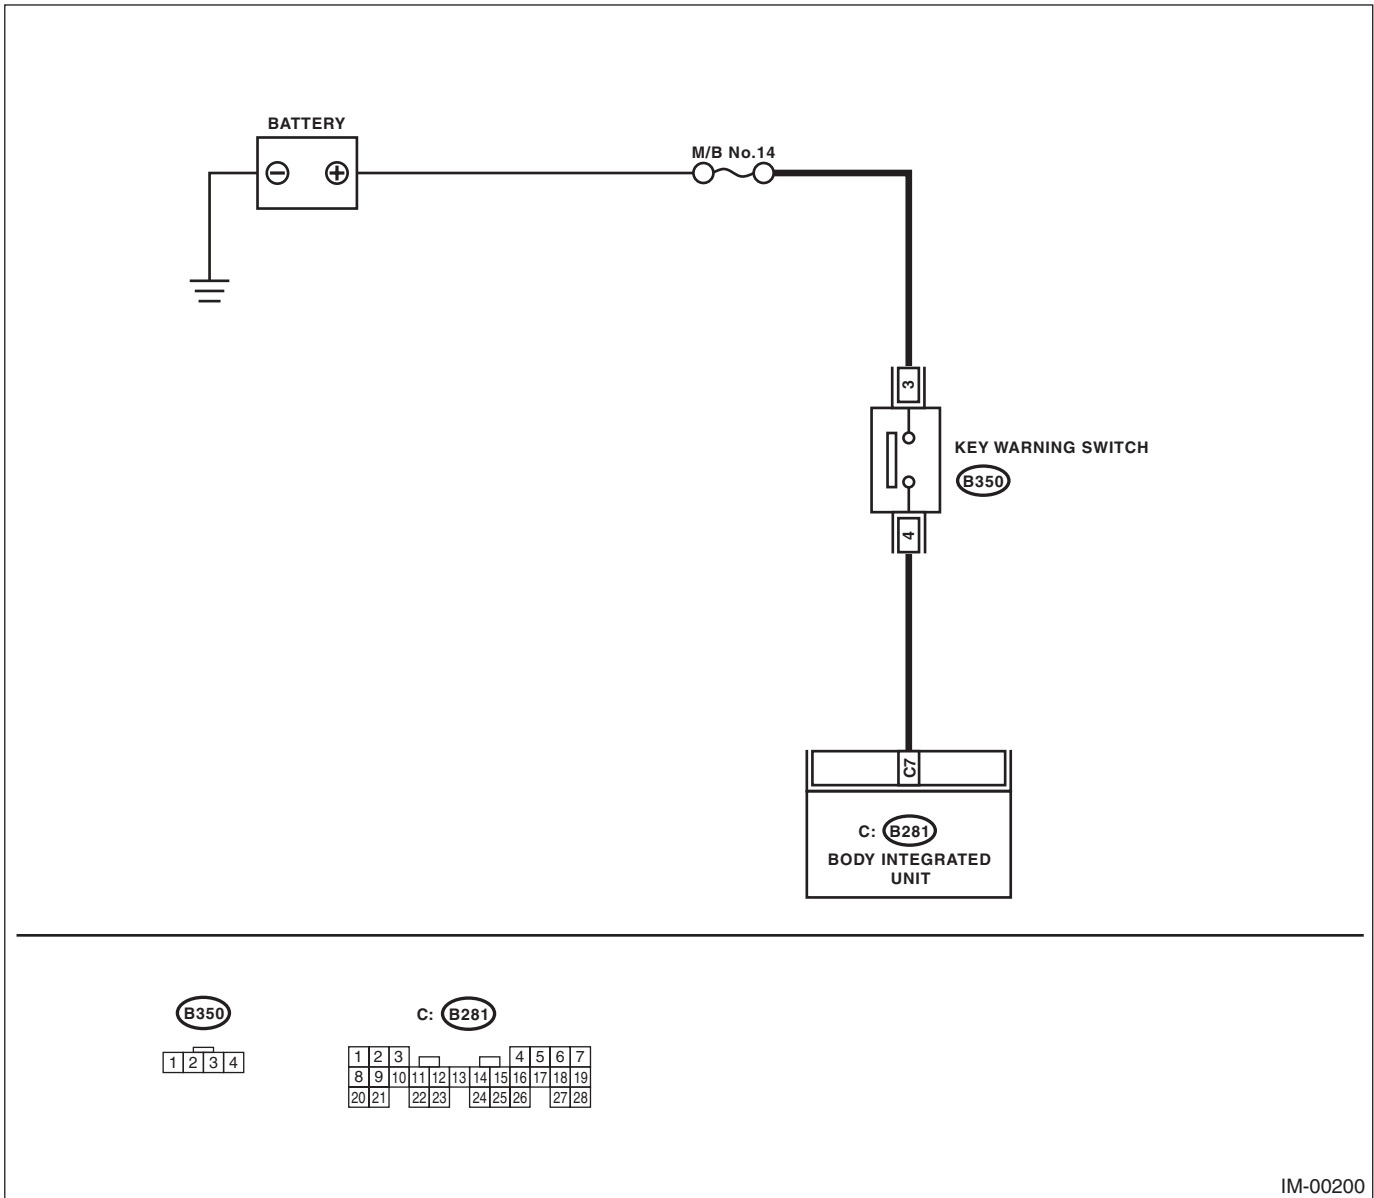 BATTERY
M/B No.14
3
KEY WARNING SWITCH
B350
4
C7
C: B281
BODY INTEGRATED
UNIT
B350
C: B281
1 2 3 4
1 2 3 4 5 6 7
8 9 10 11 12 13 14 15 16 17 18 19
20 21 22 23 24 25 26 27 28
IM-00200